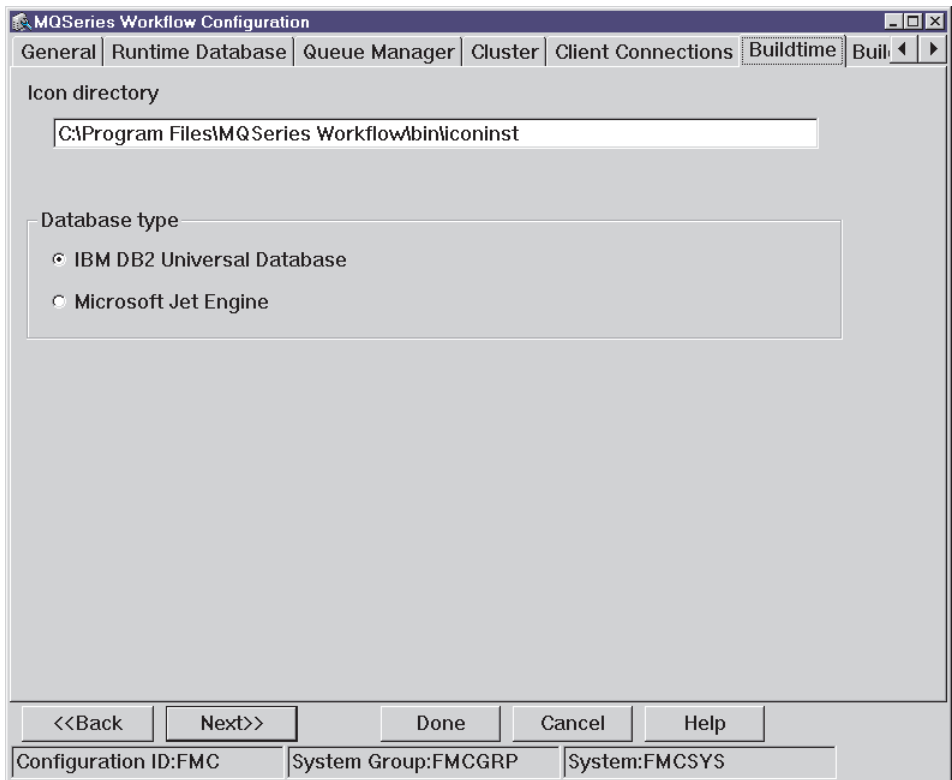 MQSeries Workflow Configuration
General Runtime Database Queue Manager Cluster Client Connections Buildtime Buil
Icon directory
C:\Program Files\MQSeries Workflow\bin\iconinst
Database type
IBM DB2 Universal Database
Microsoft Jet Engine
<<Back Next>> Done Cancel Help
Configuration ID:FMC System Group:FMCGRP System:FMCSYS